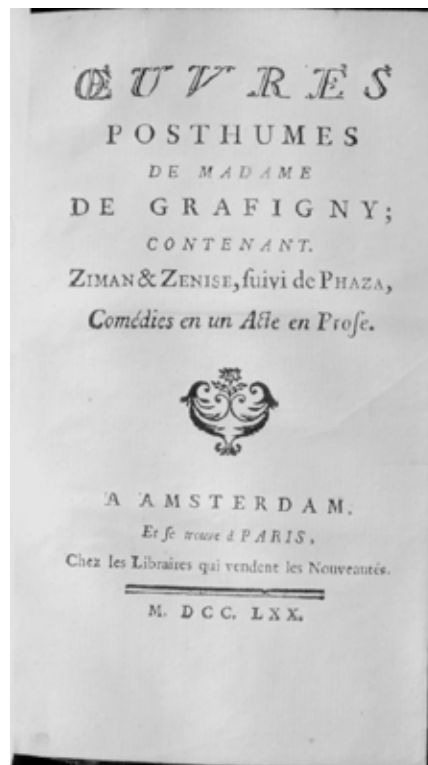 ŒUVRES
POSTHUMES
DE MADAME
DE GRAFIGNY;
CONTENANT.
ZIMAN & ZENISE, ſuivi de PHAZA,
Comédies en un Acte en Proſe.
A AMSTERDAM.
Et ſe trouve à PARIS,
Chez les Libraires qui vendent les Nouveautés.
M. DCC. LXX.